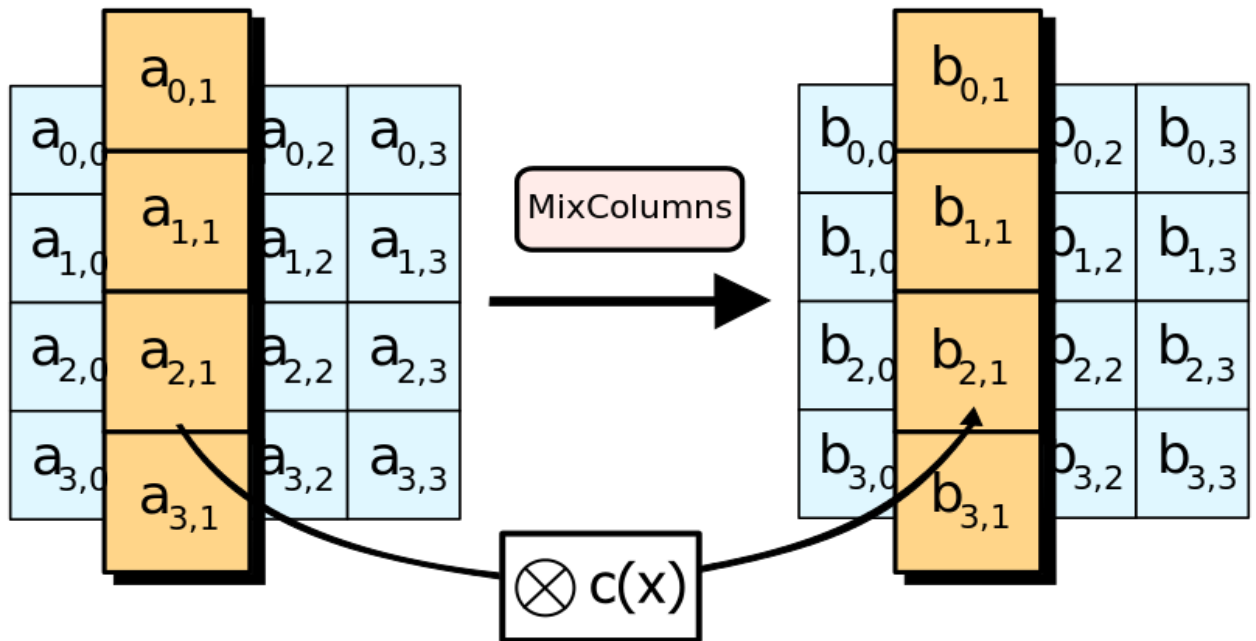 a0,1 b0,1
a0,0 a0,2 a0,3 b0,0 b0,2 b0,3
a1,1 MixColumns b1,1
a1,0 a1,2 a1,3 b1,0 b1,2 b1,3
a2,1 b2,1
a2,0 a2,2 a2,3 b2,0 b2,2 b2,3
a3,0 a3,2 a3,3 b3,0 b3,2 b3,3
a3,1 b3,1
⊗ c(x)